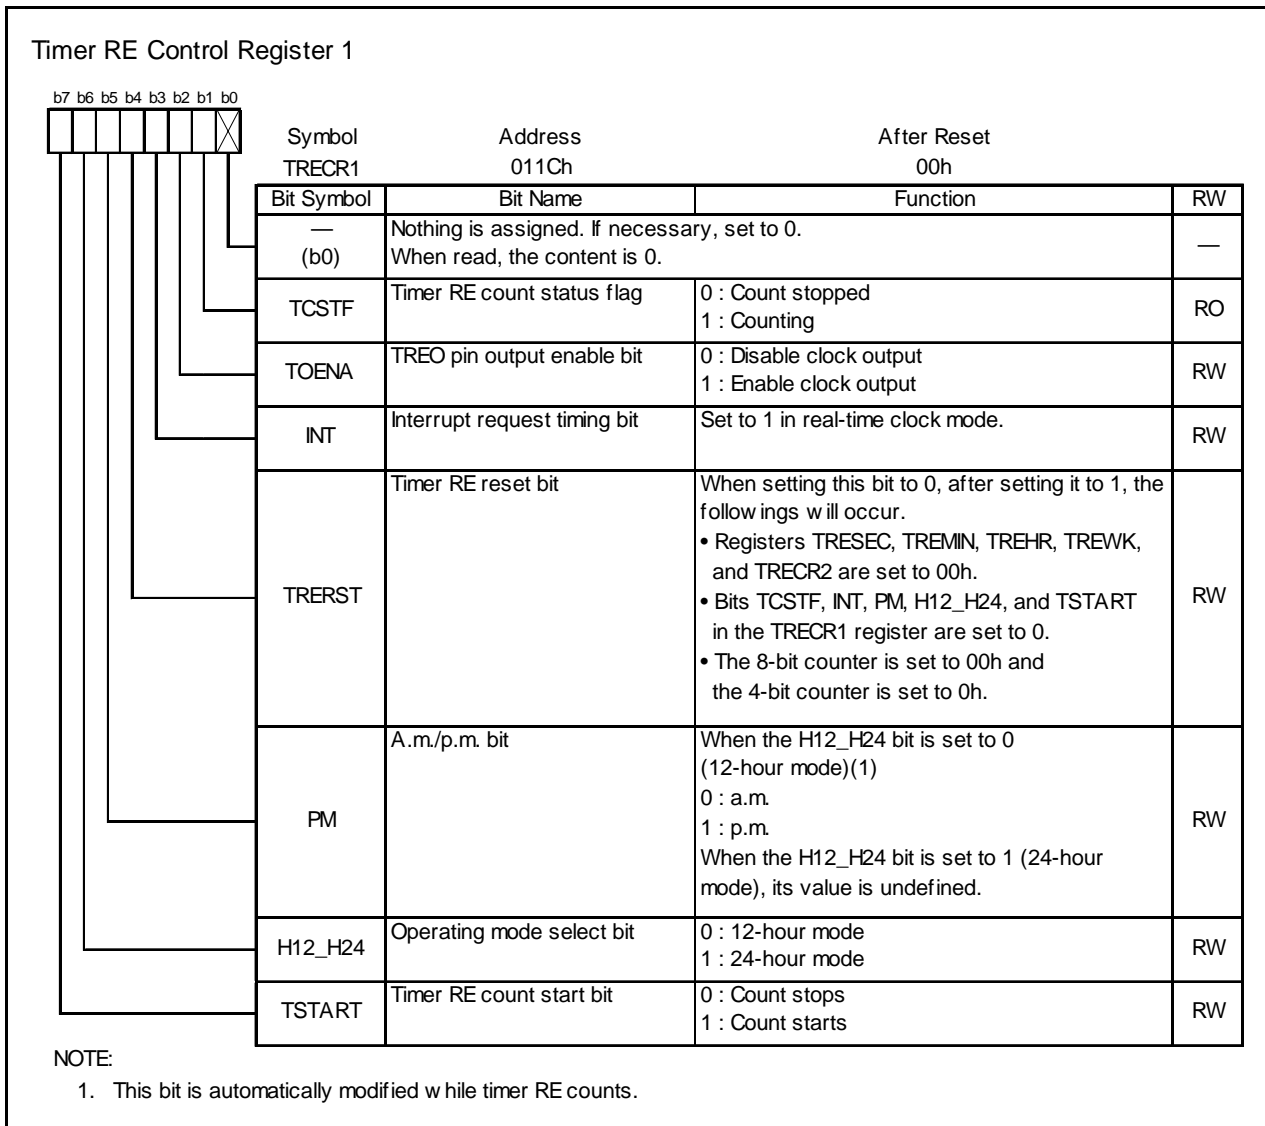 Timer RE Control Register 1
b7 b6 b5 b4 b3 b2 b1 b0
Symbol Address After Reset
TRECR1 011Ch 00h
Bit Symbol Bit Name Function RW
—
(b0)
Nothing is assigned. If necessary, set to 0.
When read, the content is 0.
—
TCSTF
Timer RE count status flag
0 : Count stopped
1 : Counting
RO
TOENA
TREO pin output enable bit
0 : Disable clock output
1 : Enable clock output
RW
INT
Interrupt request timing bit
Set to 1 in real-time clock mode.
RW
TRERST
Timer RE reset bit
When setting this bit to 0, after setting it to 1, the
followings will occur.
• Registers TRESEC, TREMIN, TREHR, TREWK,
and TRECR2 are set to 00h.
• Bits TCSTF, INT, PM, H12_H24, and TSTART
in the TRECR1 register are set to 0.
• The 8-bit counter is set to 00h and
the 4-bit counter is set to 0h.
RW
PM
A.m./p.m. bit
When the H12_H24 bit is set to 0
(12-hour mode)(1)
0 : a.m.
1 : p.m.
When the H12_H24 bit is set to 1 (24-hour
mode), its value is undefined.
RW
H12_H24
Operating mode select bit
0 : 12-hour mode
1 : 24-hour mode
RW
TSTART
Timer RE count start bit
0 : Count stops
1 : Count starts
RW
NOTE:
1. This bit is automatically modified while timer RE counts.